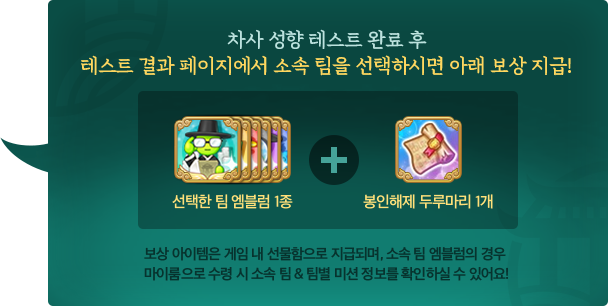 차사 성향 테스트 완료 후
테스트 결과 페이지에서 소속 팀을 선택하시면 아래 보상 지급!
선택한 팀 엠블럼 1종
봉인해제 두루마리 1개
보상 아이템은 게임 내 선물함으로 지급되며, 소속 팀 엠블럼의 경우
마이룸으로 수령 시 소속 팀 & 팀별 미션 정보를 확인하실 수 있어요!